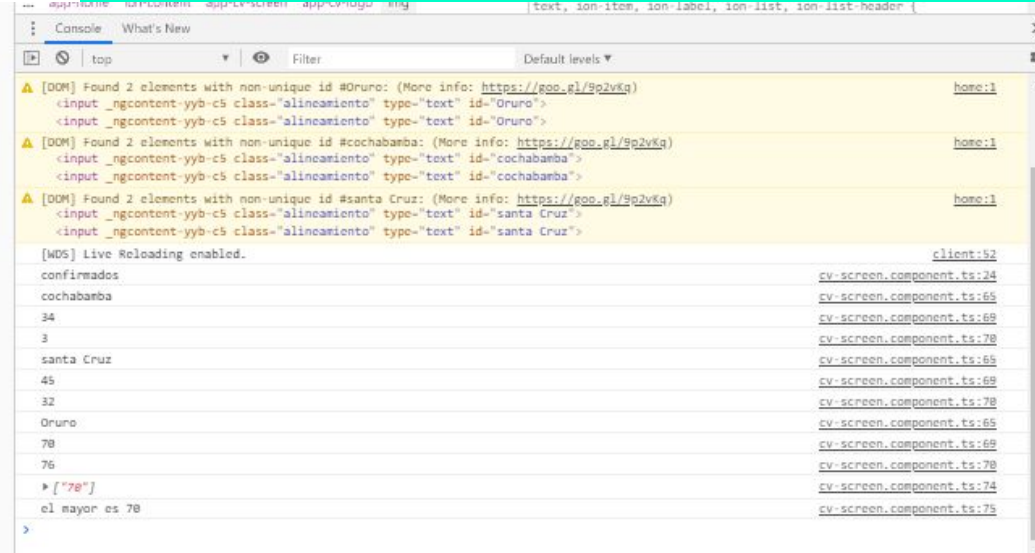 ... app-home ion-content app-cv-screen app-cv-logo img
text, ion-item, ion-label, ion-list, ion-list-header {
Console What's New
top Filter Default levels ▼
[DOM] Found 2 elements with non-unique id #Oruro: (More info: https://goo.gl/9p2vKq) home:1
<input _ngcontent-yyb-c5 class="alineamiento" type="text" id="Oruro">
<input _ngcontent-yyb-c5 class="alineamiento" type="text" id="Oruro">
[DOM] Found 2 elements with non-unique id #cochabamba: (More info: https://goo.gl/9p2vKq) home:1
<input _ngcontent-yyb-c5 class="alineamiento" type="text" id="cochabamba">
<input _ngcontent-yyb-c5 class="alineamiento" type="text" id="cochabamba">
[DOM] Found 2 elements with non-unique id #santa Cruz: (More info: https://goo.gl/9p2vKq) home:1
<input _ngcontent-yyb-c5 class="alineamiento" type="text" id="santa Cruz">
<input _ngcontent-yyb-c5 class="alineamiento" type="text" id="santa Cruz">
[WDS] Live Reloading enabled. client:52
confirmados cv-screen.component.ts:24
cochabamba cv-screen.component.ts:65
34 cv-screen.component.ts:69
3 cv-screen.component.ts:70
santa Cruz cv-screen.component.ts:65
45 cv-screen.component.ts:69
32 cv-screen.component.ts:70
Oruro cv-screen.component.ts:65
70 cv-screen.component.ts:69
76 cv-screen.component.ts:70
▶ ["70"] cv-screen.component.ts:74
el mayor es 70 cv-screen.component.ts:75
>